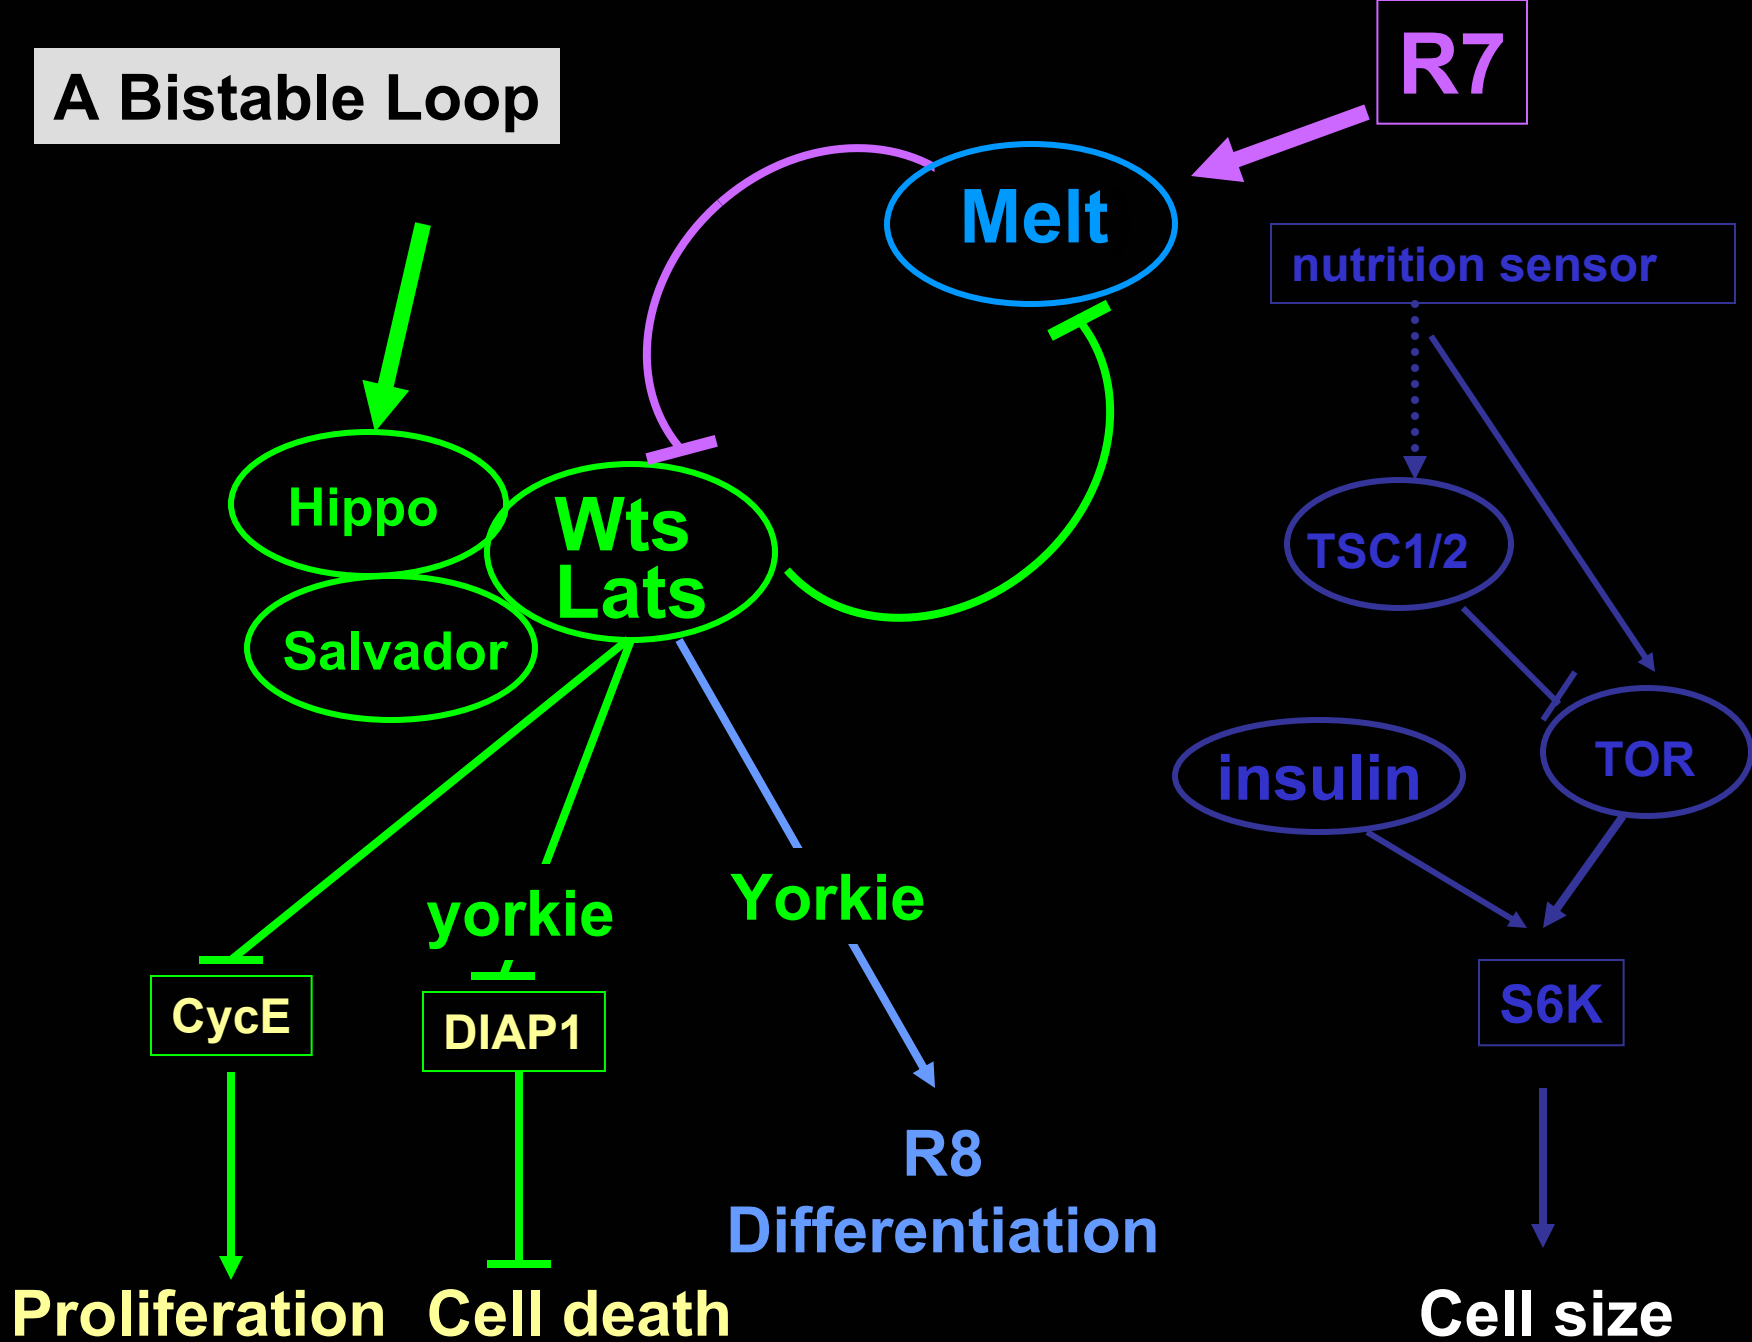 R7
A Bistable Loop
Melt
nutrition sensor
Hippo
Wts
Lats
TSC1/2
Salvador
insulin
TOR
yorkie
Yorkie
CycE
DIAP1
S6K
R8
Differentiation
Proliferation
Cell death
Cell size